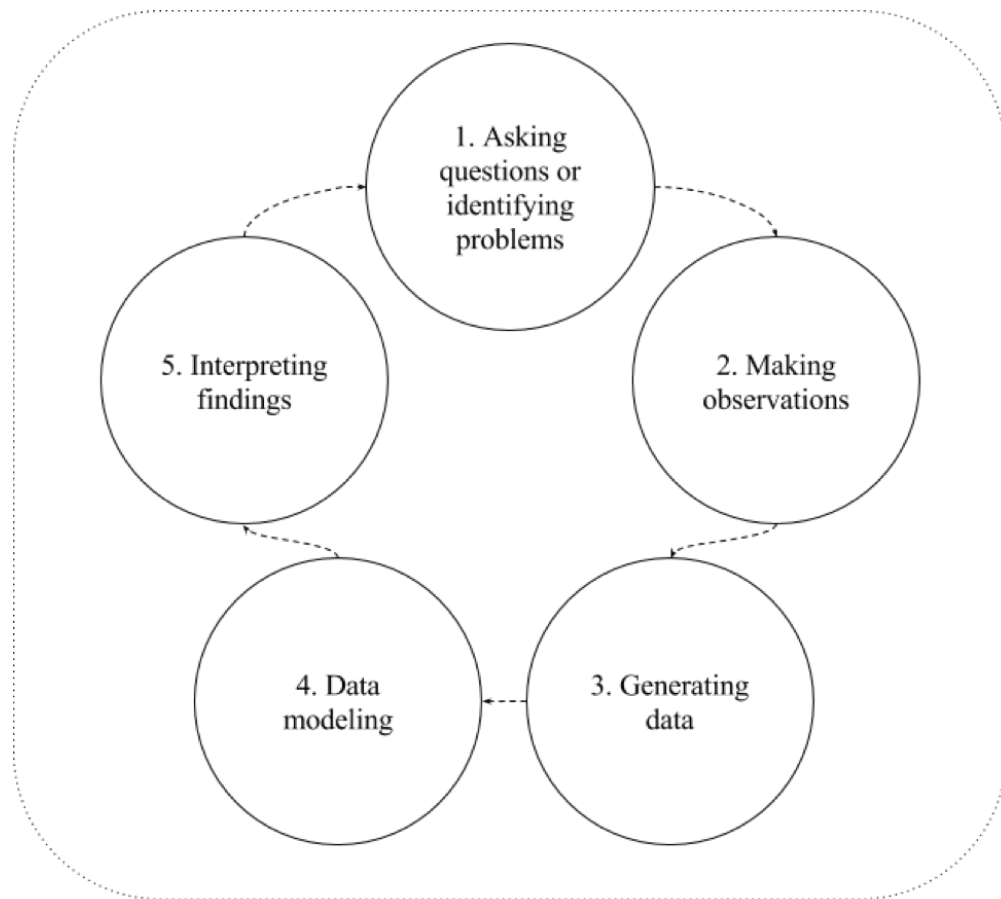 1. Asking
questions or
identifying
problems
2. Making
observations
3. Generating
data
4. Data
modeling
5. Interpreting
findings